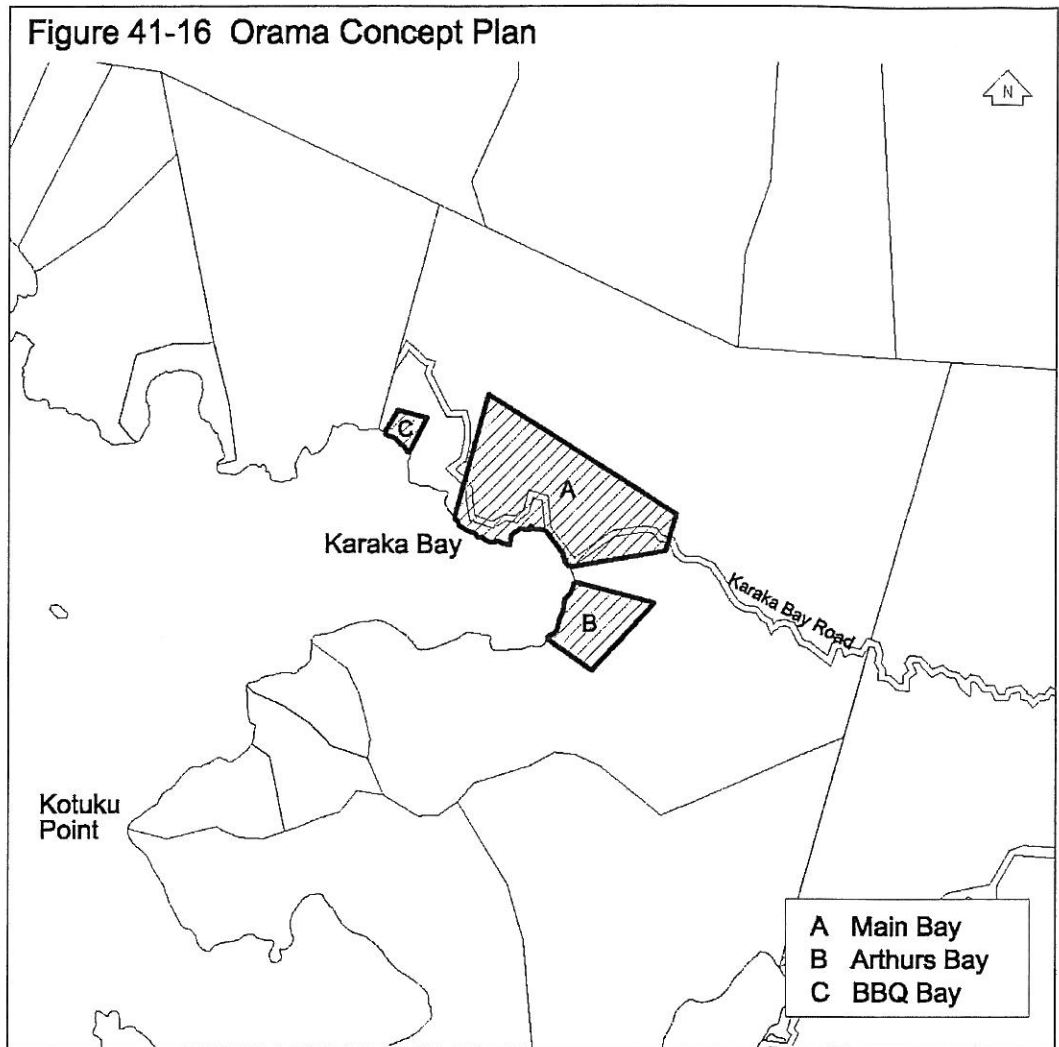 Figure 41-16 Orama Concept Plan
N
C
A
Karaka Bay
Karaka Bay Road
B
Kotuku
Point
A Main Bay
B Arthurs Bay
C BBQ Bay